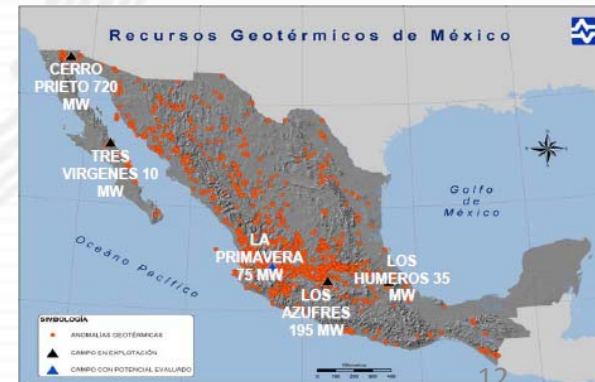 Recursos Geotérmicos de México
CERRO
PRIETO 720
MW
TRES
VIRGENES 10
MW
Golfo
de
México
Océano Pacífico
LA
PRIMAVERA
75 MW
LOS
HUMEROS 35
MW
LOS
AZUFRES
195 MW
SIMBOLOGÍA
ANOMALÍAS GEOTÉRMICAS
CAMPO EN EXPLOTACIÓN
CAMPO CON POTENCIAL EVALUADO
12